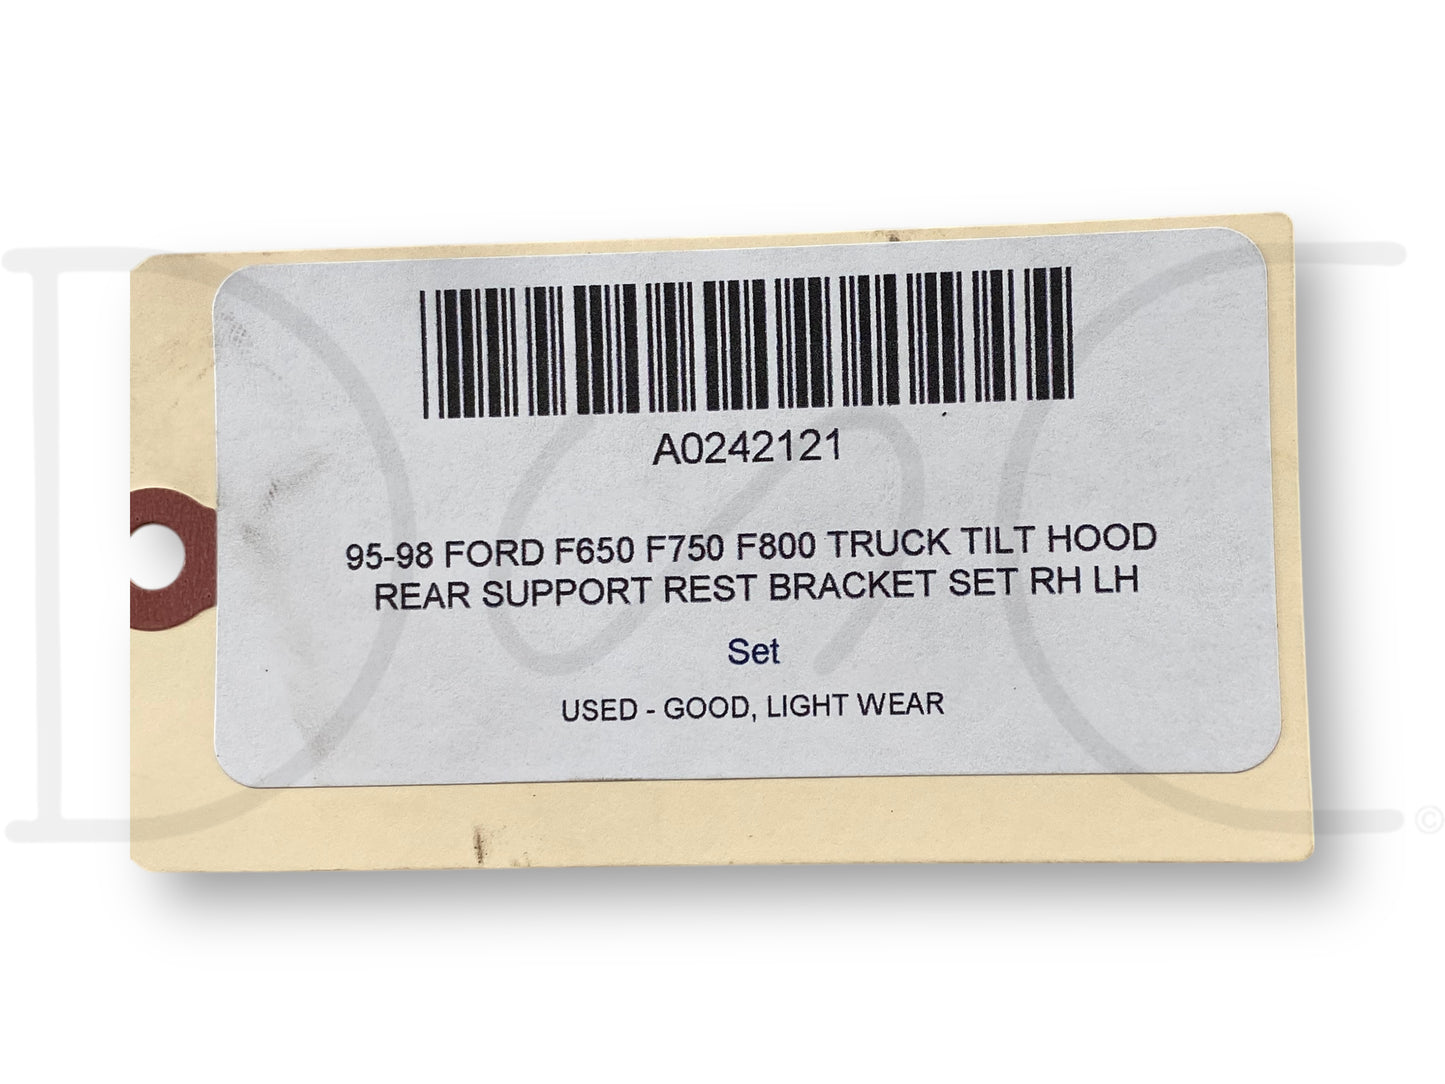 A0242121
95-98 FORD F650 F750 F800 TRUCK TILT HOOD
REAR SUPPORT REST BRACKET SET RH LH
Set
USED - GOOD, LIGHT WEAR
©